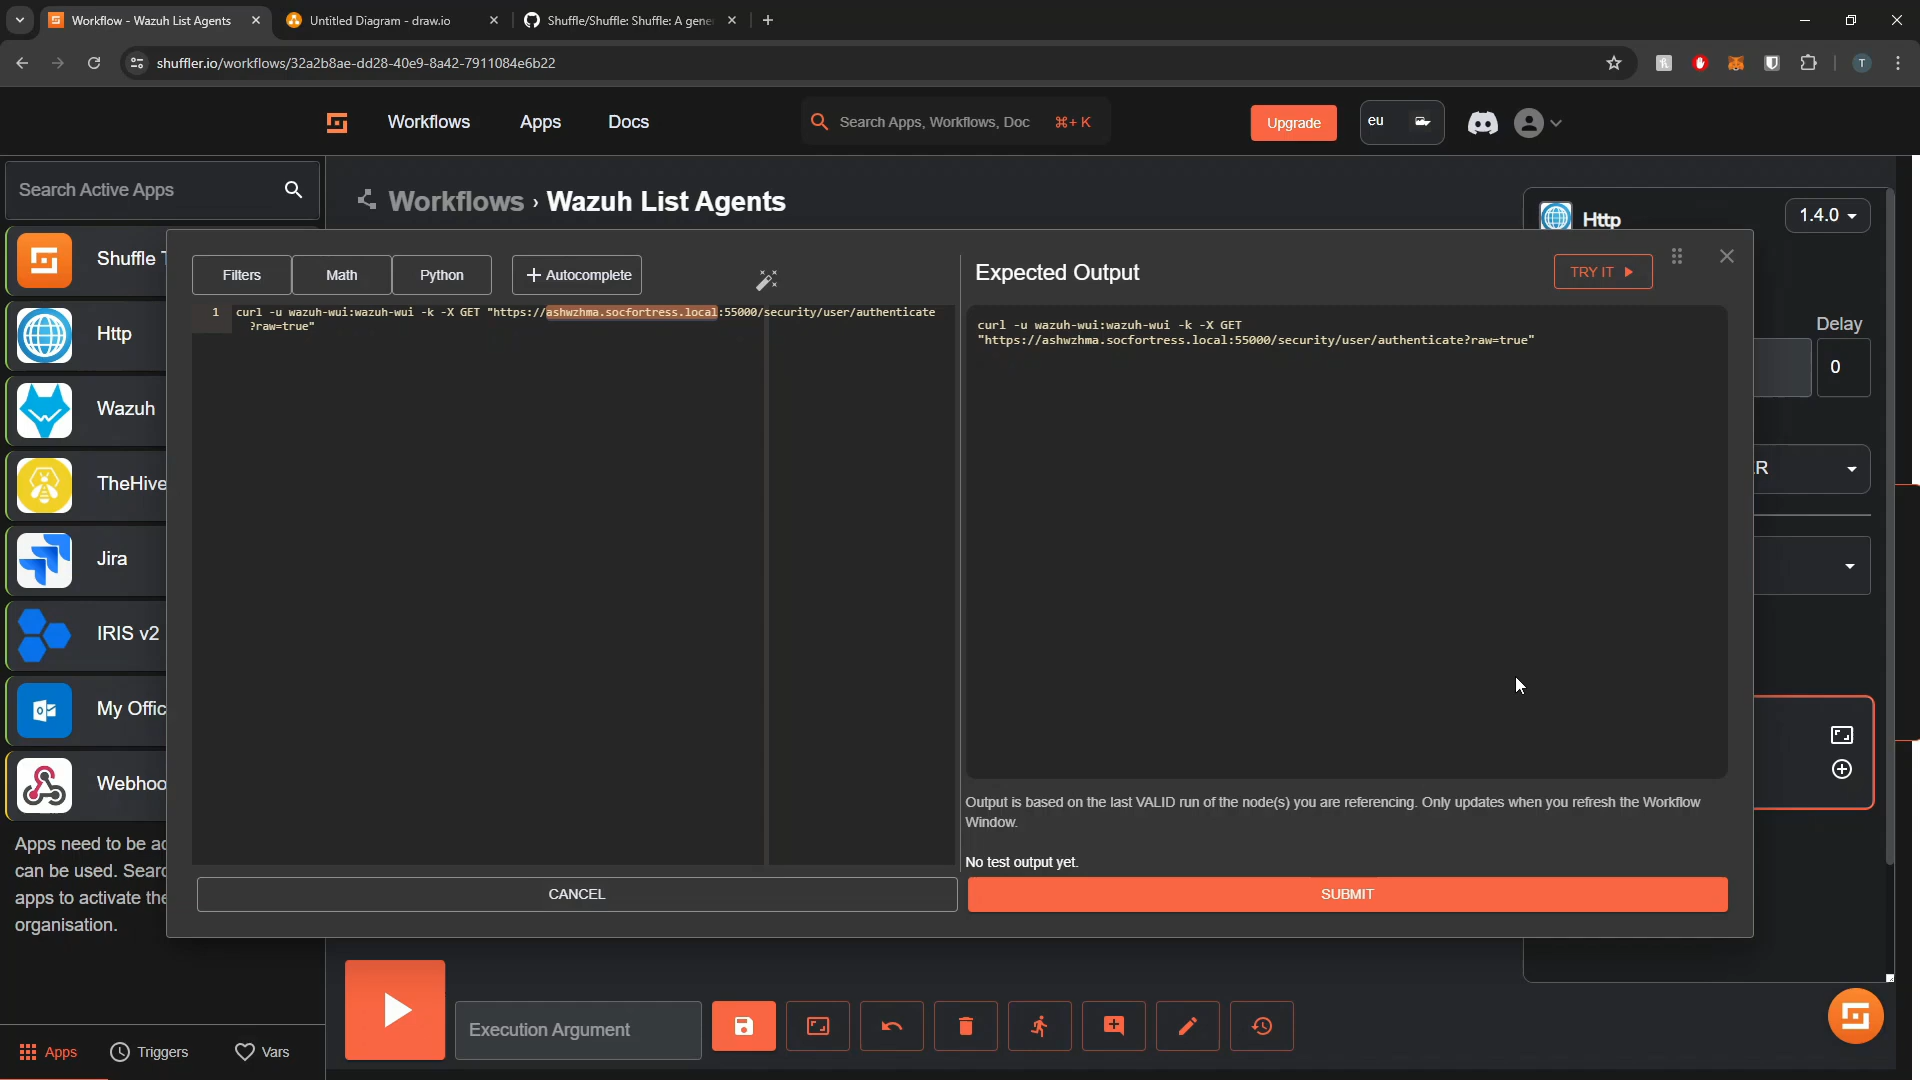 Workflow - Wazuh List Agents
Untitled Diagram - draw.io
Shuffle/Shuffle: Shuffle: A gene
shuffler.io/workflows/32a2b8ae-dd28-40e9-8a42-7911084e6b22
T
Workflows
Apps
Docs
Search Apps, Workflows, Doc
⌘+ K
Upgrade
eu
Search Active Apps
Workflows › Wazuh List Agents
Http
1.4.0
Shuffle T
Http
Wazuh
TheHive
Jira
IRIS v2
My Offic
Webhoo
Filters
Math
Python
+ Autocomplete
Expected Output
TRY IT
1
curl -u wazuh-wui:wazuh-wui -k -X GET "https://ashwzhma.socfortress.local:55000/security/user/authenticate
?raw=true"
curl -u wazuh-wui:wazuh-wui -k -X GET
"https://ashwzhma.socfortress.local:55000/security/user/authenticate?raw=true"
Delay
0
R
Output is based on the last VALID run of the node(s) you are referencing. Only updates when you refresh the Workflow
Window.
No test output yet.
CANCEL
SUBMIT
Apps need to be ac
can be used. Searc
apps to activate the
organisation.
Execution Argument
Apps
Triggers
Vars